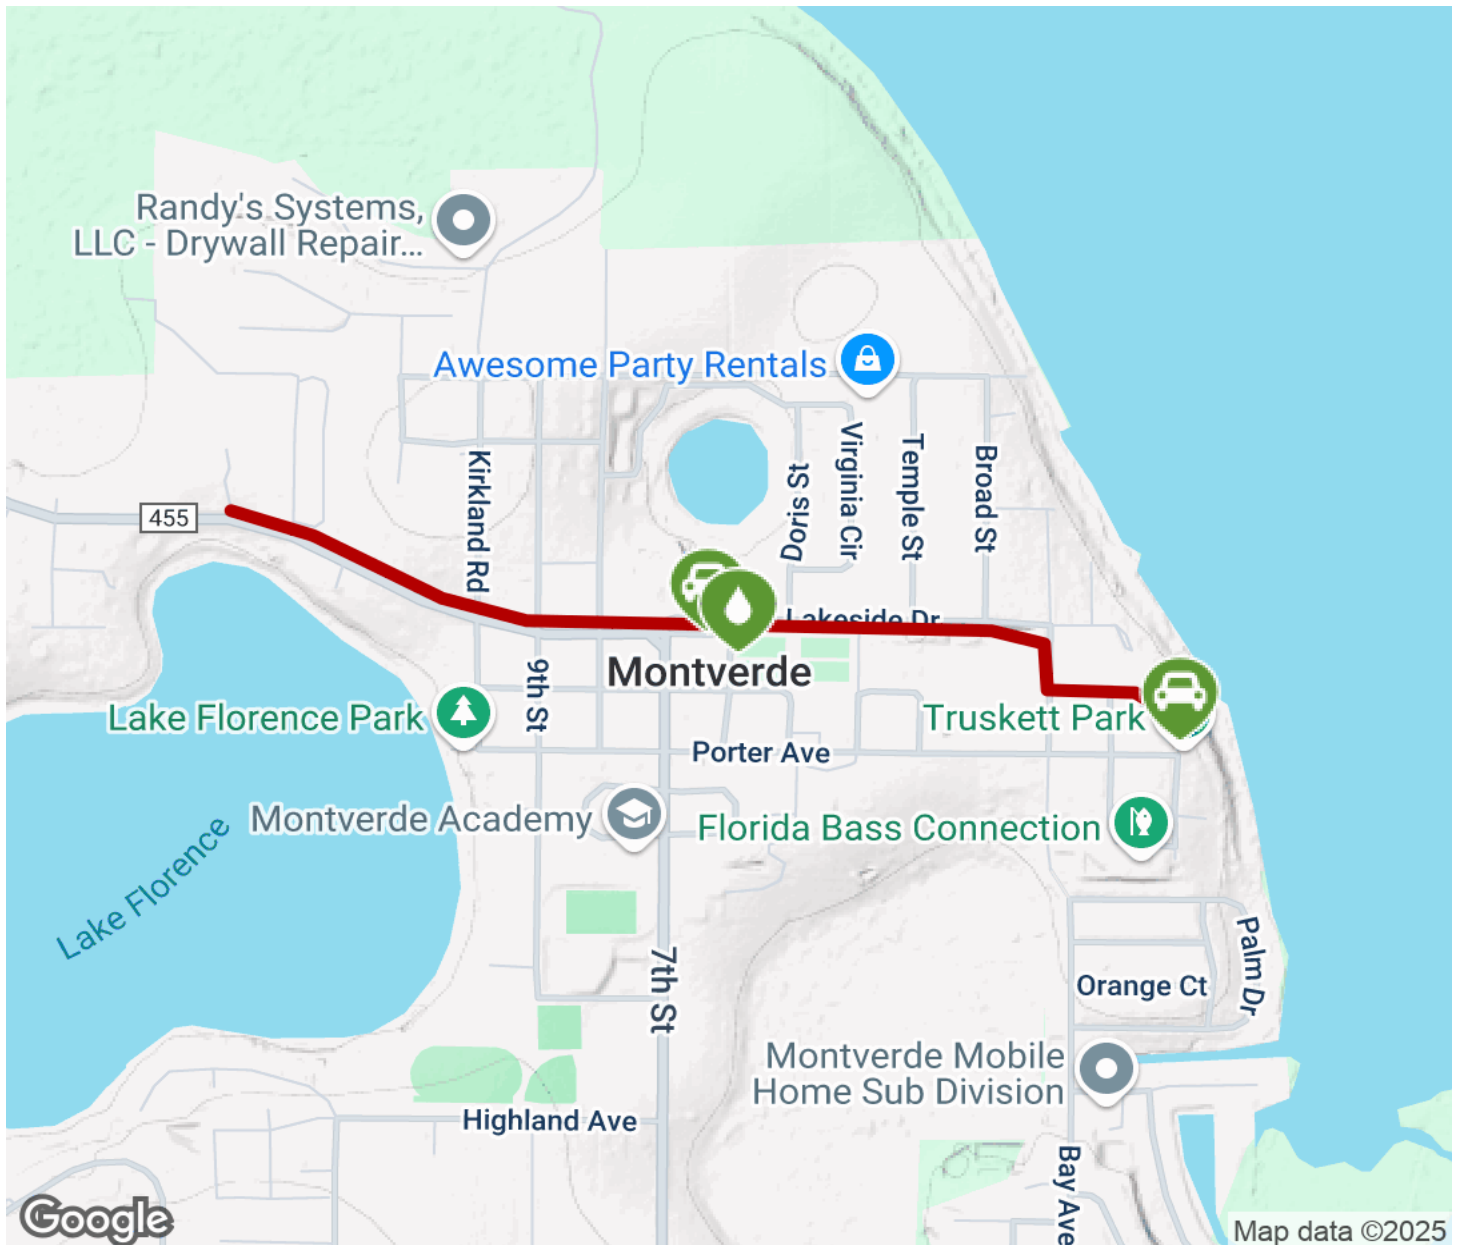 Randy's Systems,
LLC - Drywall Repair...
Awesome Party Rentals
Kirkland Rd
Doris St
Virginia Cir
Temple St
Broad St
455
Lakeside Dr
Montverde
9th St
Lake Florence Park
Truskett Park
Porter Ave
Montverde Academy
Florida Bass Connection
Lake Florence
7th St
Palm Dr
Orange Ct
Montverde Mobile
Home Sub Division
Highland Ave
Bay Ave
Google
Map data ©2025